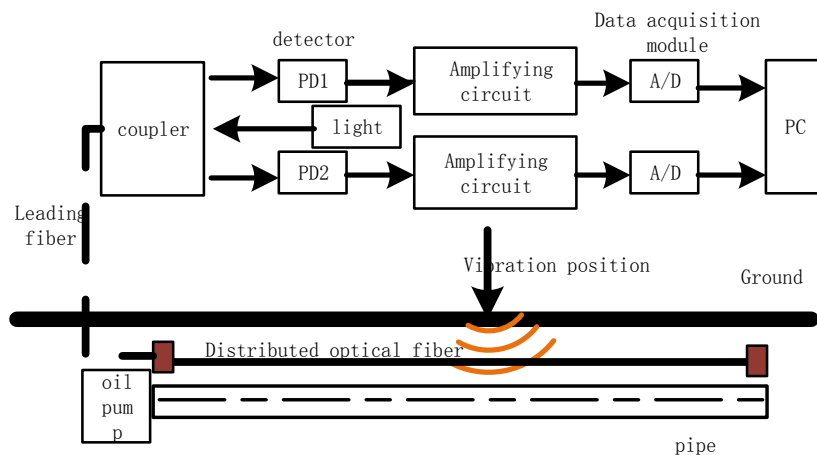 detector
Data acquisition
module
coupler
PD1
Amplifying
circuit
A/D
PC
light
PD2
Amplifying
circuit
A/D
Leading
fiber
Vibration position
Ground
Distributed optical fiber
oil
pum
p
pipe